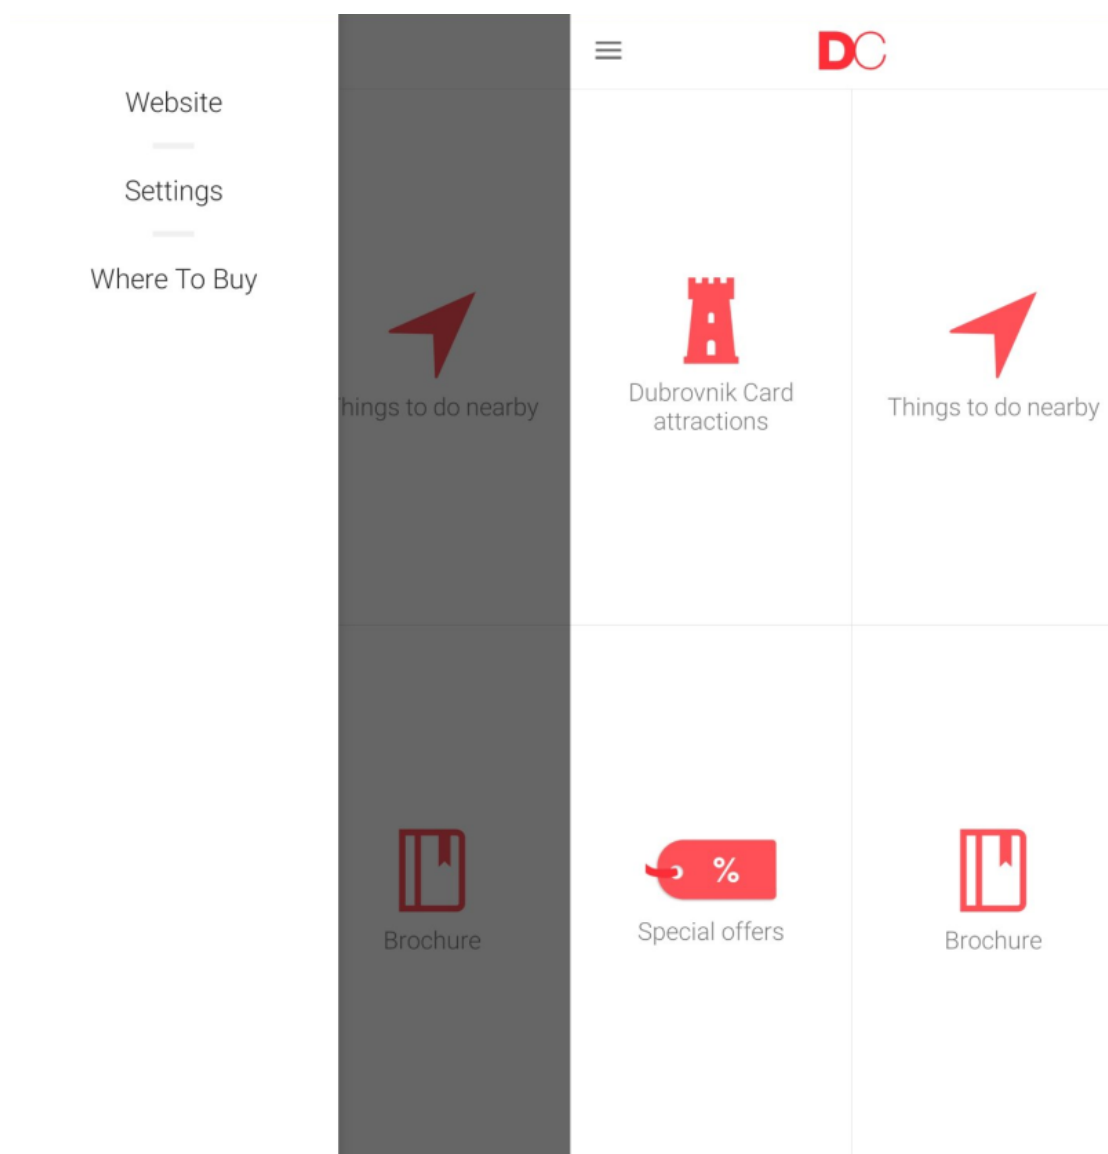 Website
Settings
Where To Buy
hings to do nearby
Brochure
DC
Dubrovnik Card
attractions
Things to do nearby
%
Special offers
Brochure